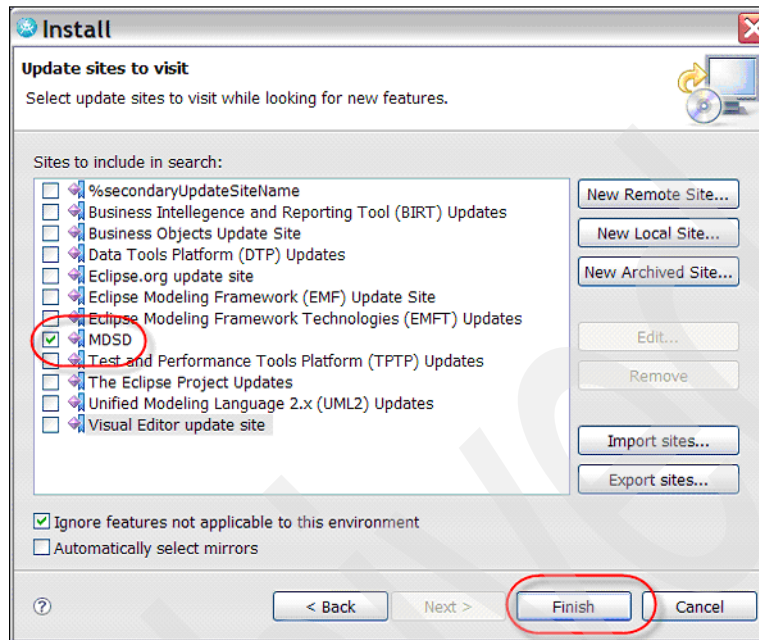 Install
Update sites to visit
Select update sites to visit while looking for new features.
Sites to include in search:
%secondaryUpdateSiteName
Business Intellegence and Reporting Tool (BIRT) Updates
Business Objects Update Site
Data Tools Platform (DTP) Updates
Eclipse.org update site
Eclipse Modeling Framework (EMF) Update Site
Eclipse Modeling Framework Technologies (EMFT) Updates
MDSD
Test and Performance Tools Platform (TPTP) Updates
The Eclipse Project Updates
Unified Modeling Language 2.x (UML2) Updates
Visual Editor update site
New Remote Site...
New Local Site...
New Archived Site...
Edit...
Remove
Import sites...
Export sites...
Ignore features not applicable to this environment
Automatically select mirrors
?
< Back
Next >
Finish
Cancel